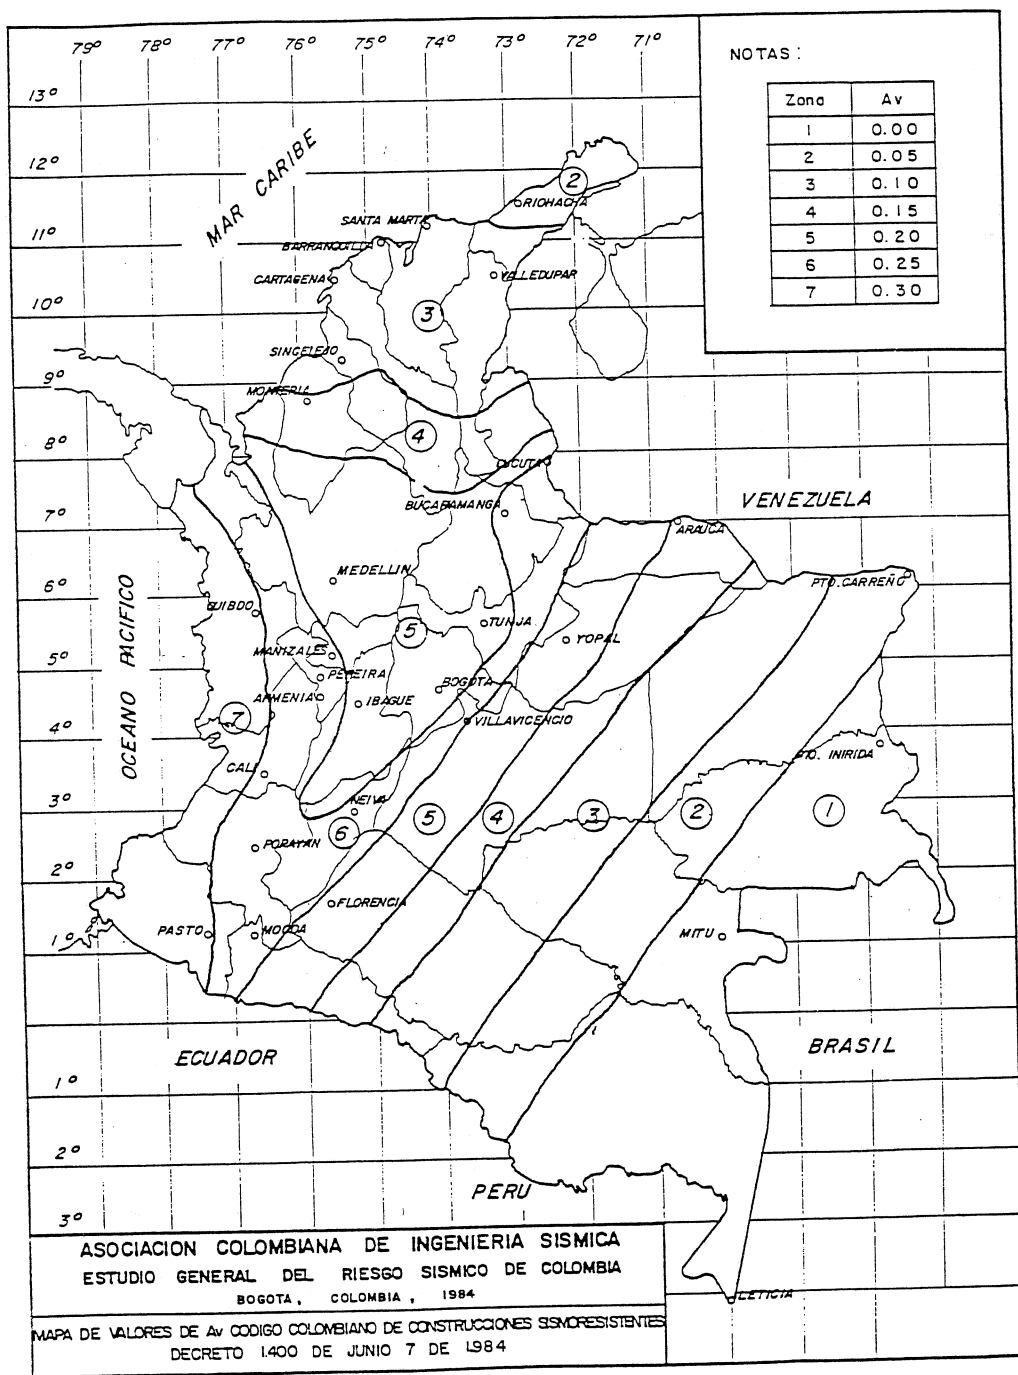 79° 78° 77° 76° 75° 74° 73° 72° 71°
NOTAS:
Zona Av
1 0.00
2 0.05
3 0.10
4 0.15
5 0.20
6 0.25
7 0.30
13°
12°
11°
10°
9°
8°
7°
6°
5°
4°
3°
2°
1°
1°
2°
3°
MAR CARIBE
2
RIOHACHA
SANTA MARTA
BARRANQUILLA
CARTAGENA
VALLEDUPAR
3
SINCELEJO
MONTERIA
4
CUCUTA
BUCARAMANGA
VENEZUELA
ARAUCA
OCEANO PACIFICO
MEDELLIN
PTO. CARREÑO
QUIBDO
5
TUNJA
YOPAL
MANIZALES
PEREIRA
BOGOTA
ARMENIA
IBAGUE
7
VILLAVICENCIO
PTO. INIRIDA
CALI
NEIVA
6
5
4
3
2
1
POPAYAN
FLORENCIA
PASTO
MOCOA
MITU
ECUADOR
BRASIL
PERU
LETICIA
ASOCIACION COLOMBIANA DE INGENIERIA SISMICA
ESTUDIO GENERAL DEL RIESGO SISMICO DE COLOMBIA
BOGOTA, COLOMBIA, 1984
MAPA DE VALORES DE Av CODIGO COLOMBIANO DE CONSTRUCCIONES SISMORESISTENTES
DECRETO 1400 DE JUNIO 7 DE 1984